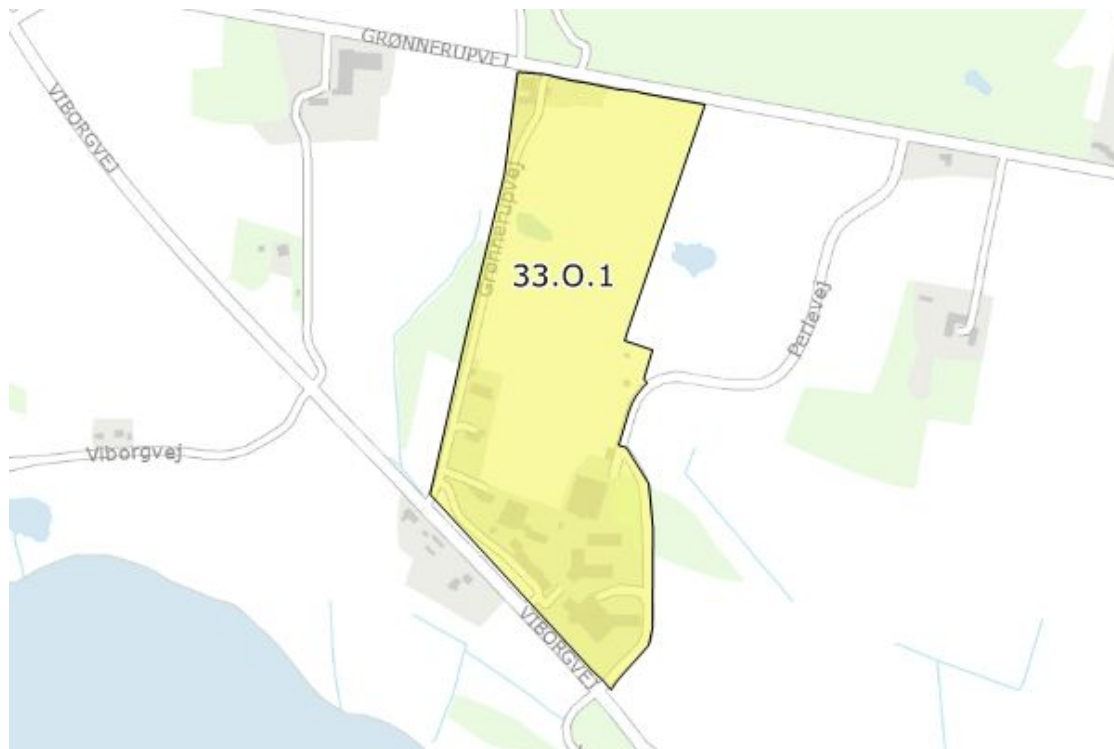 GRØNNERUPVEJ
VIBORGVEJ
Grønnerupvej
33.O.1
Perlevej
Viborgvej
VIBORGVEJ